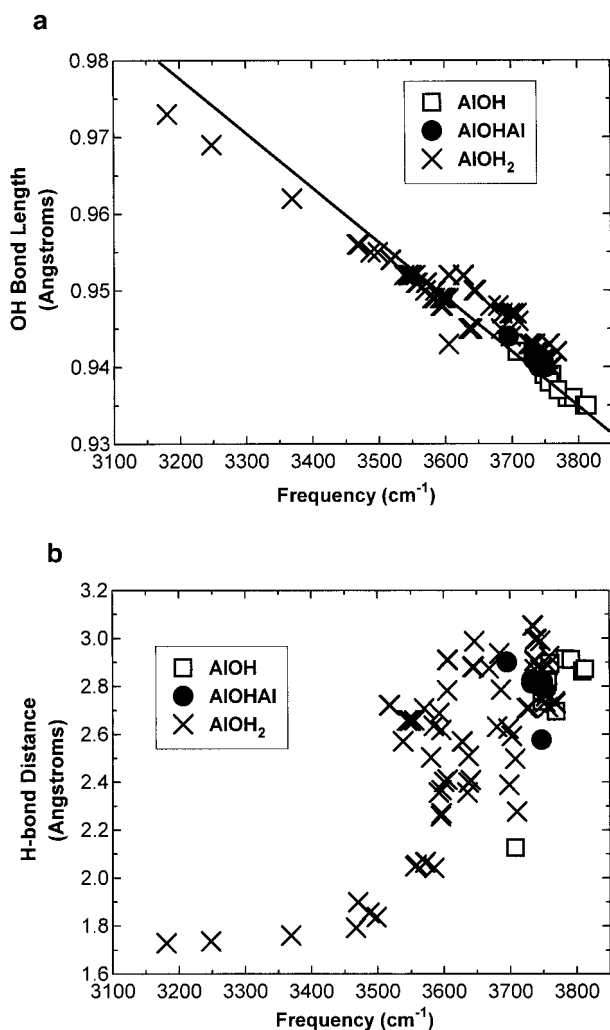 a
0.98
0.97
0.96
0.95
0.94
0.93
OH Bond Length
(Angstroms)
AlOH
AlOHAl
AlOH₂
3100 3200 3300 3400 3500 3600 3700 3800
Frequency (cm⁻¹)
b
3.2
3.0
2.8
2.6
2.4
2.2
2.0
1.8
1.6
H-bond Distance
(Angstroms)
AlOH
AlOHAl
AlOH₂
3100 3200 3300 3400 3500 3600 3700 3800
Frequency (cm⁻¹)